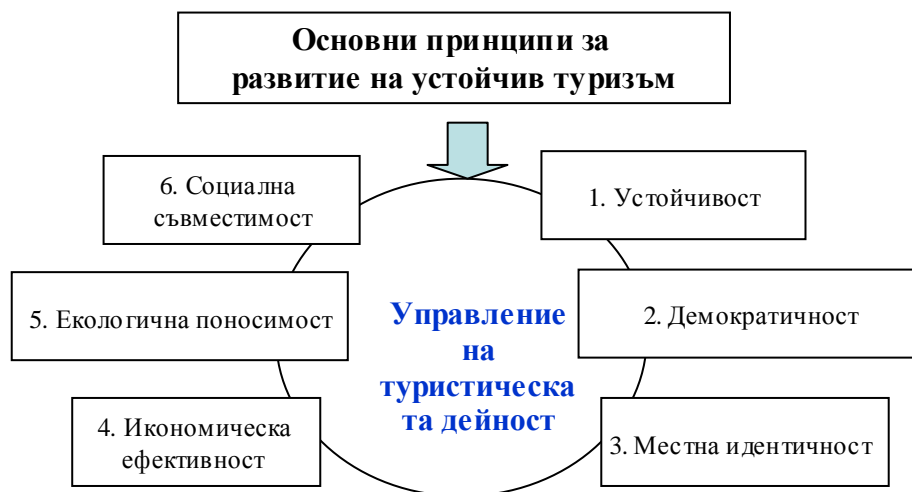 Основни принципи за
развитие на устойчив туризъм
6. Социална
съвместимост
1. Устойчивост
5. Екологична поносимост
Управление
на
туристическа
та дейност
2. Демократичност
4. Икономическа
ефективност
3. Местна идентичност